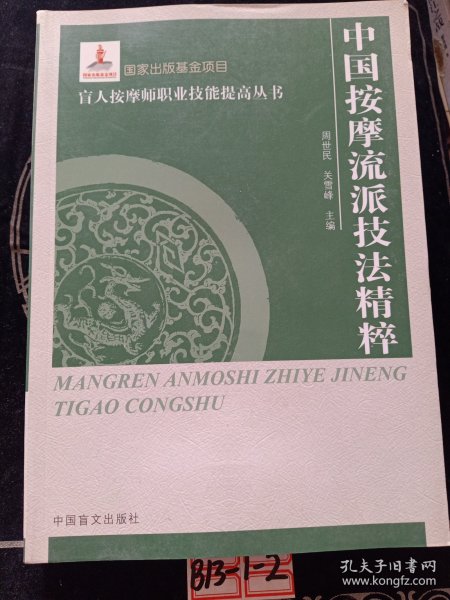 国家出版基金项目
盲人按摩师职业技能提高丛书
中国按摩流派技法精粹
周世民 关雪峰 主编
MANGREN ANMOSHI ZHIYE JINENG
TIGAO CONGSHU
中国盲文出版社
B13-1-2
孔夫子旧书网
www.kongfz.com